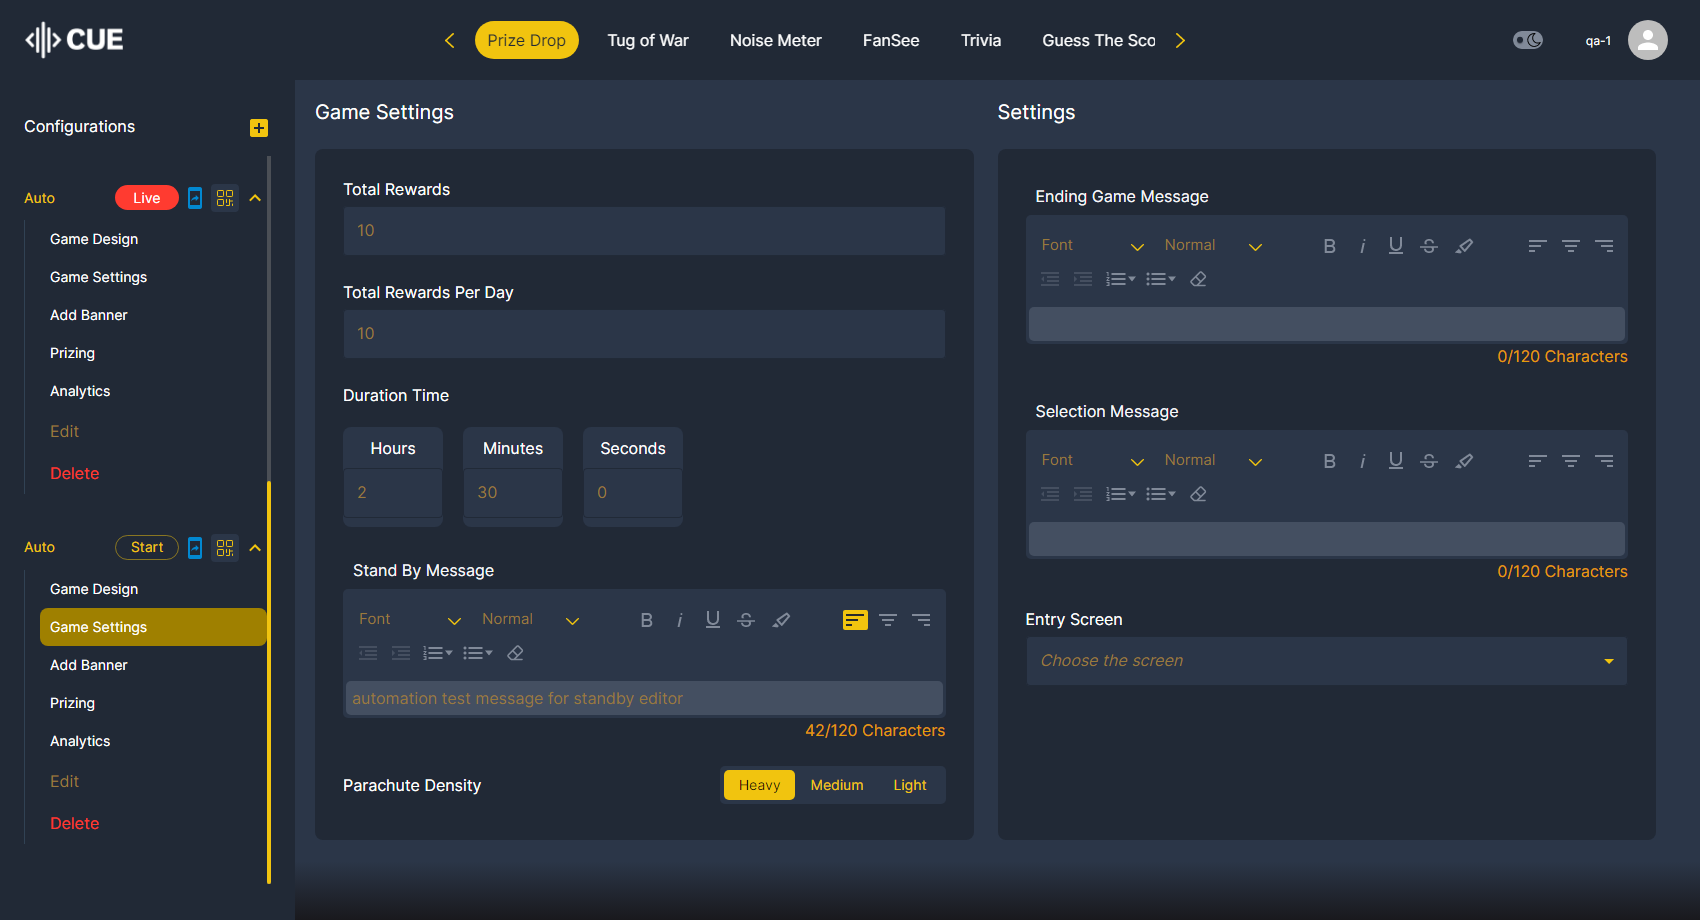 CUE
Prize Drop
Tug of War
Noise Meter
FanSee
Trivia
Guess The Sco
qa-1
Configurations
Auto
Live
Game Design
Game Settings
Add Banner
Prizing
Analytics
Edit
Delete
Auto
Start
Game Design
Game Settings
Add Banner
Prizing
Analytics
Edit
Delete
Game Settings
Total Rewards
10
Total Rewards Per Day
10
Duration Time
Hours
Minutes
Seconds
2
30
0
Stand By Message
Font
Normal
automation test message for standby editor
42/120 Characters
Parachute Density
Heavy
Medium
Light
Settings
Ending Game Message
Font
Normal
0/120 Characters
Selection Message
Font
Normal
0/120 Characters
Entry Screen
Choose the screen